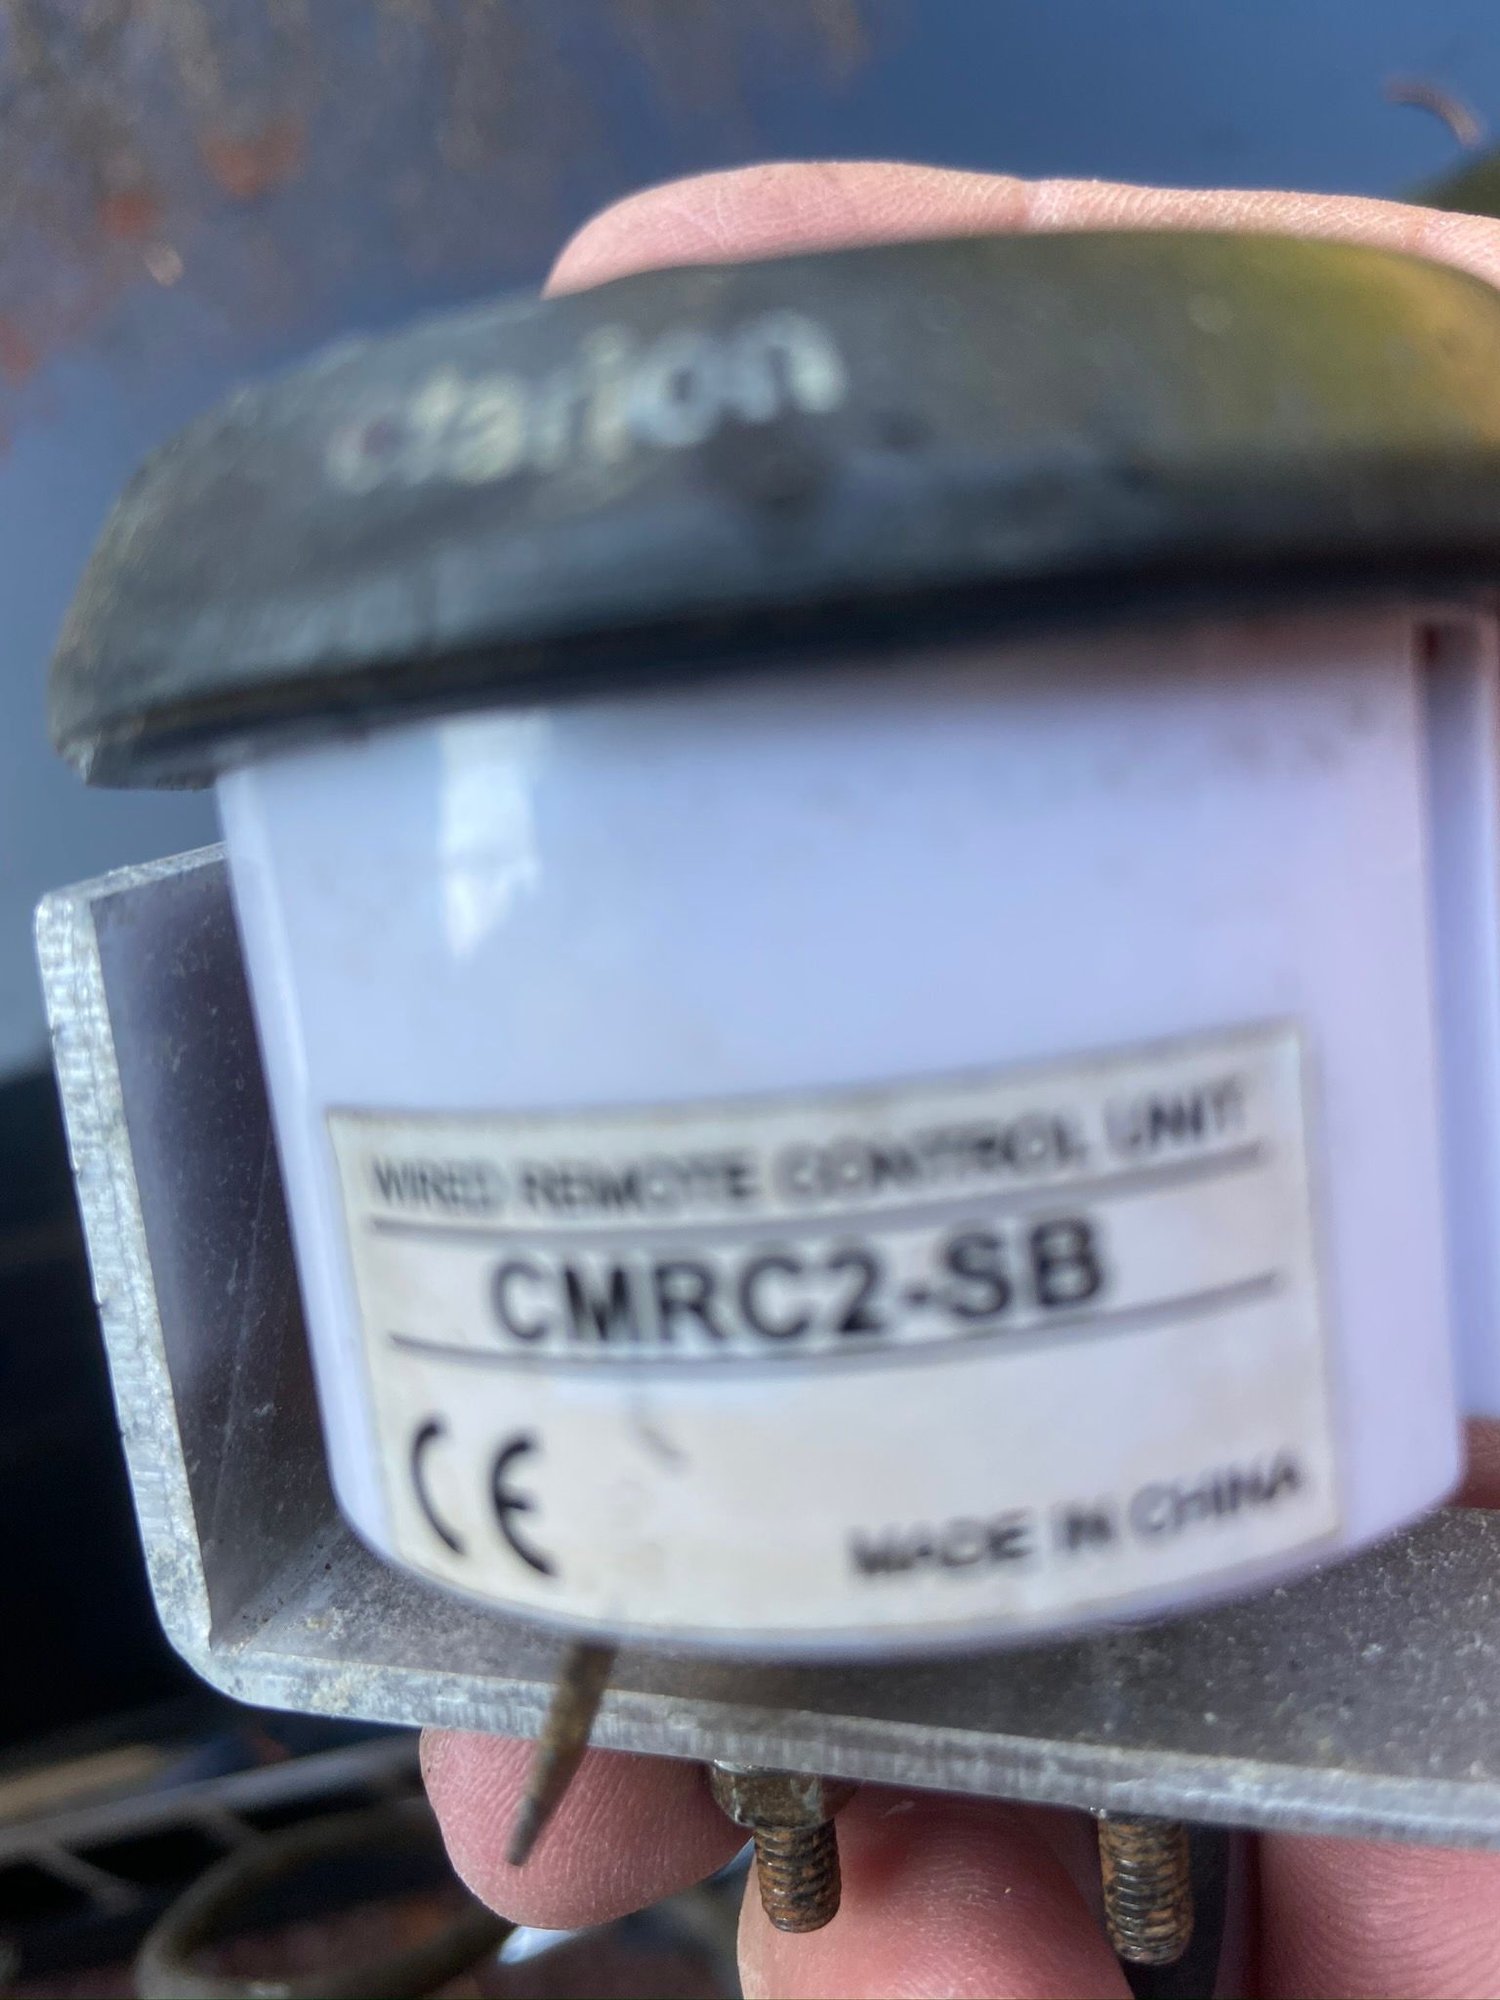 clarion
WIRED REMOTE CONTROL UNIT
CMRC2-SB
CE
MADE IN CHINA